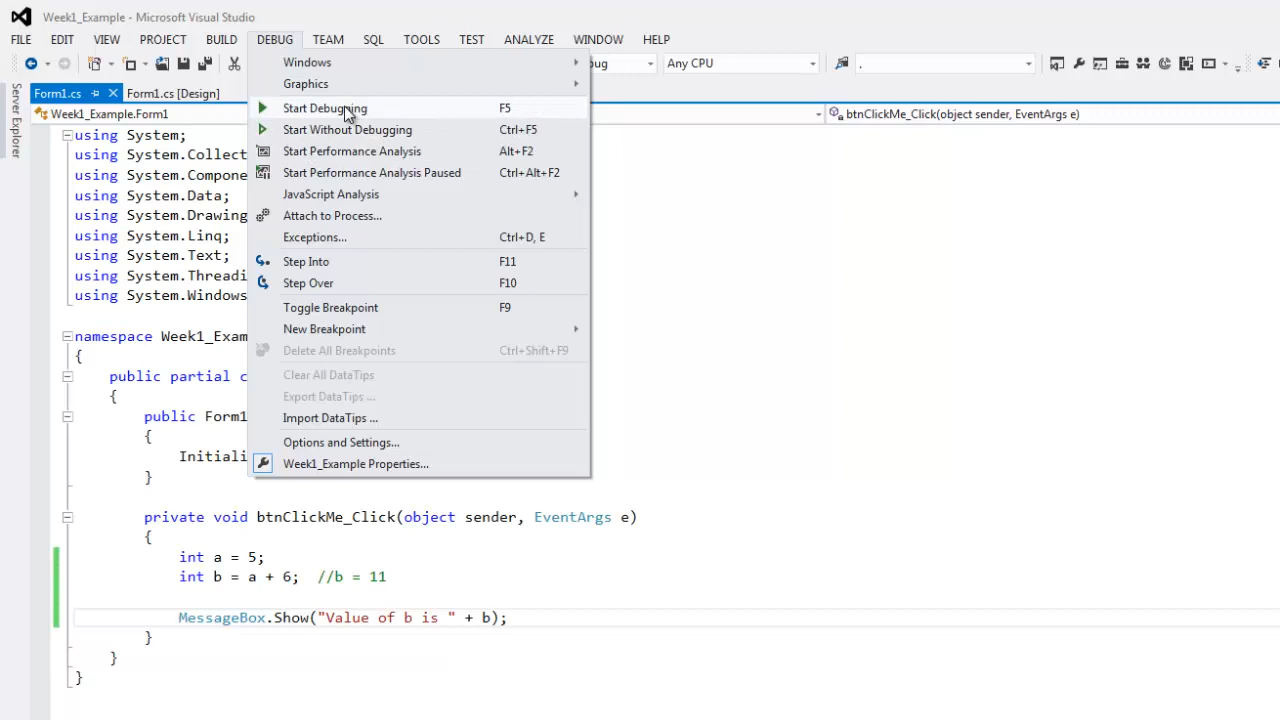 Week1_Example - Microsoft Visual Studio
FILE EDIT VIEW PROJECT BUILD DEBUG TEAM SQL TOOLS TEST ANALYZE WINDOW HELP
bug Any CPU .
Server Explorer
Form1.cs Form1.cs [Design]
Week1_Example.Form1 btnClickMe_Click(object sender, EventArgs e)
Windows
Graphics
Start Debugging F5
Start Without Debugging Ctrl+F5
Start Performance Analysis Alt+F2
Start Performance Analysis Paused Ctrl+Alt+F2
JavaScript Analysis
Attach to Process...
Exceptions... Ctrl+D, E
Step Into F11
Step Over F10
Toggle Breakpoint F9
New Breakpoint
Delete All Breakpoints Ctrl+Shift+F9
Clear All DataTips
Export DataTips ...
Import DataTips ...
Options and Settings...
Week1_Example Properties...
using System;
using System.Collect
using System.Compone
using System.Data;
using System.Drawing
using System.Linq;
using System.Text;
using System.Threadi
using System.Windows
namespace Week1_Exam
{
public partial c
{
public Form1
{
Initiali
}
private void btnClickMe_Click(object sender, EventArgs e)
{
int a = 5;
int b = a + 6; //b = 11
MessageBox.Show("Value of b is " + b);
}
}
}